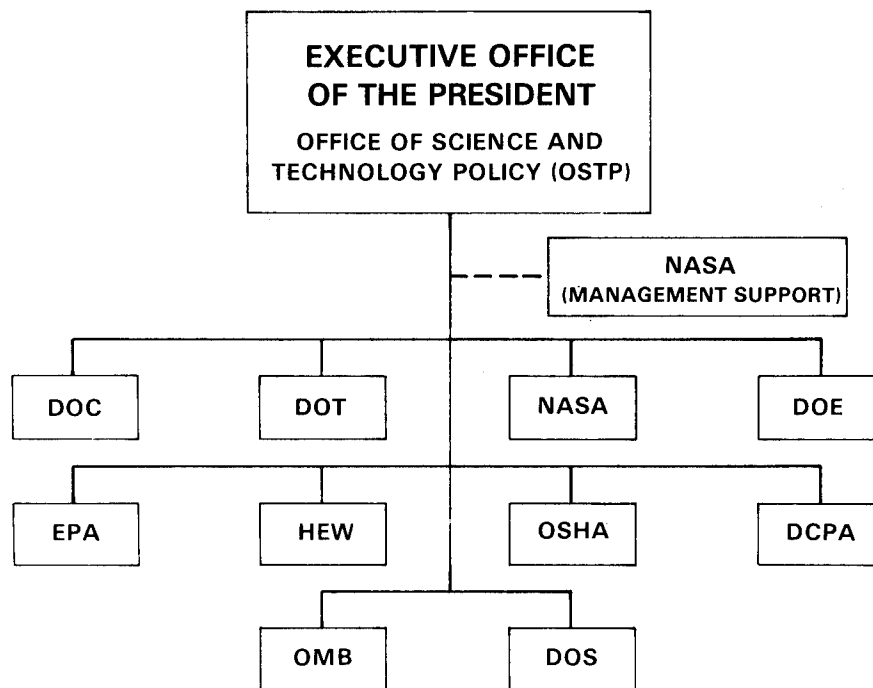 EXECUTIVE OFFICE
OF THE PRESIDENT
OFFICE OF SCIENCE AND
TECHNOLOGY POLICY (OSTP)
NASA
(MANAGEMENT SUPPORT)
DOC
DOT
NASA
DOE
EPA
HEW
OSHA
DCPA
OMB
DOS